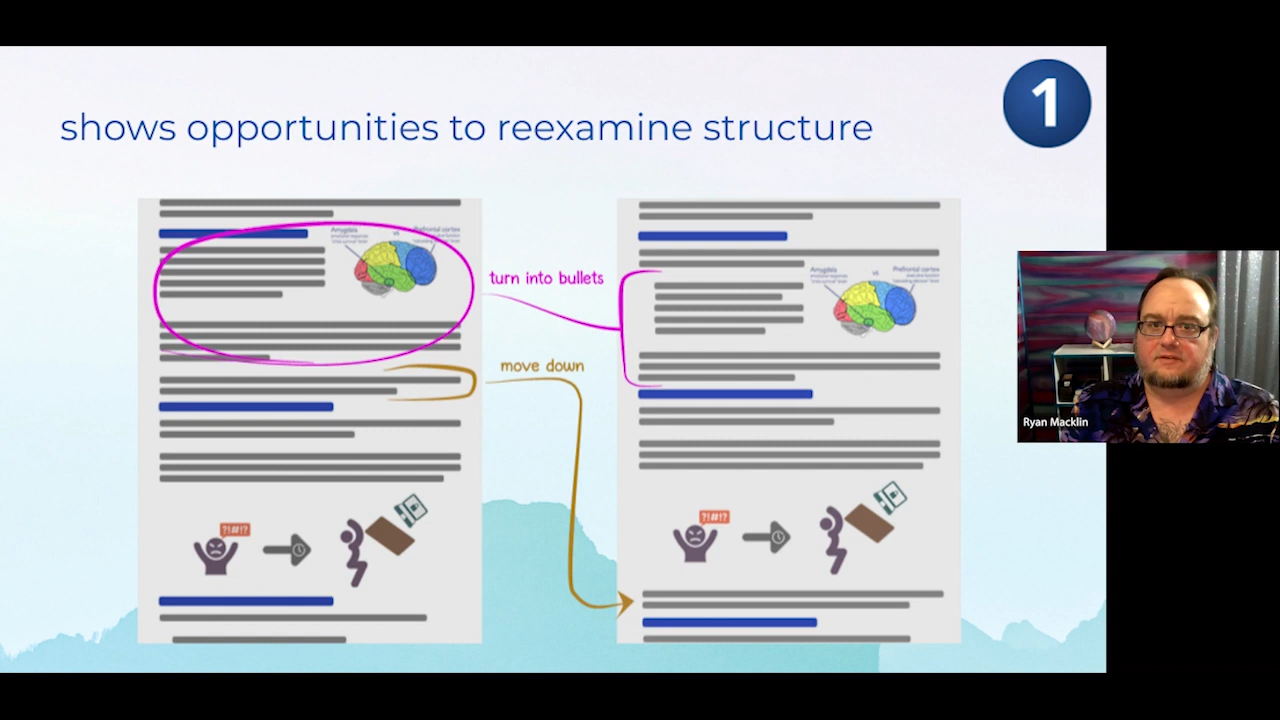 shows opportunities to reexamine structure
1
Amygdala
vs
Prefrontal cortex
turn into bullets
Amygdala
vs
Prefrontal cortex
move down
?!#!?
?!#!?
Ryan Macklin